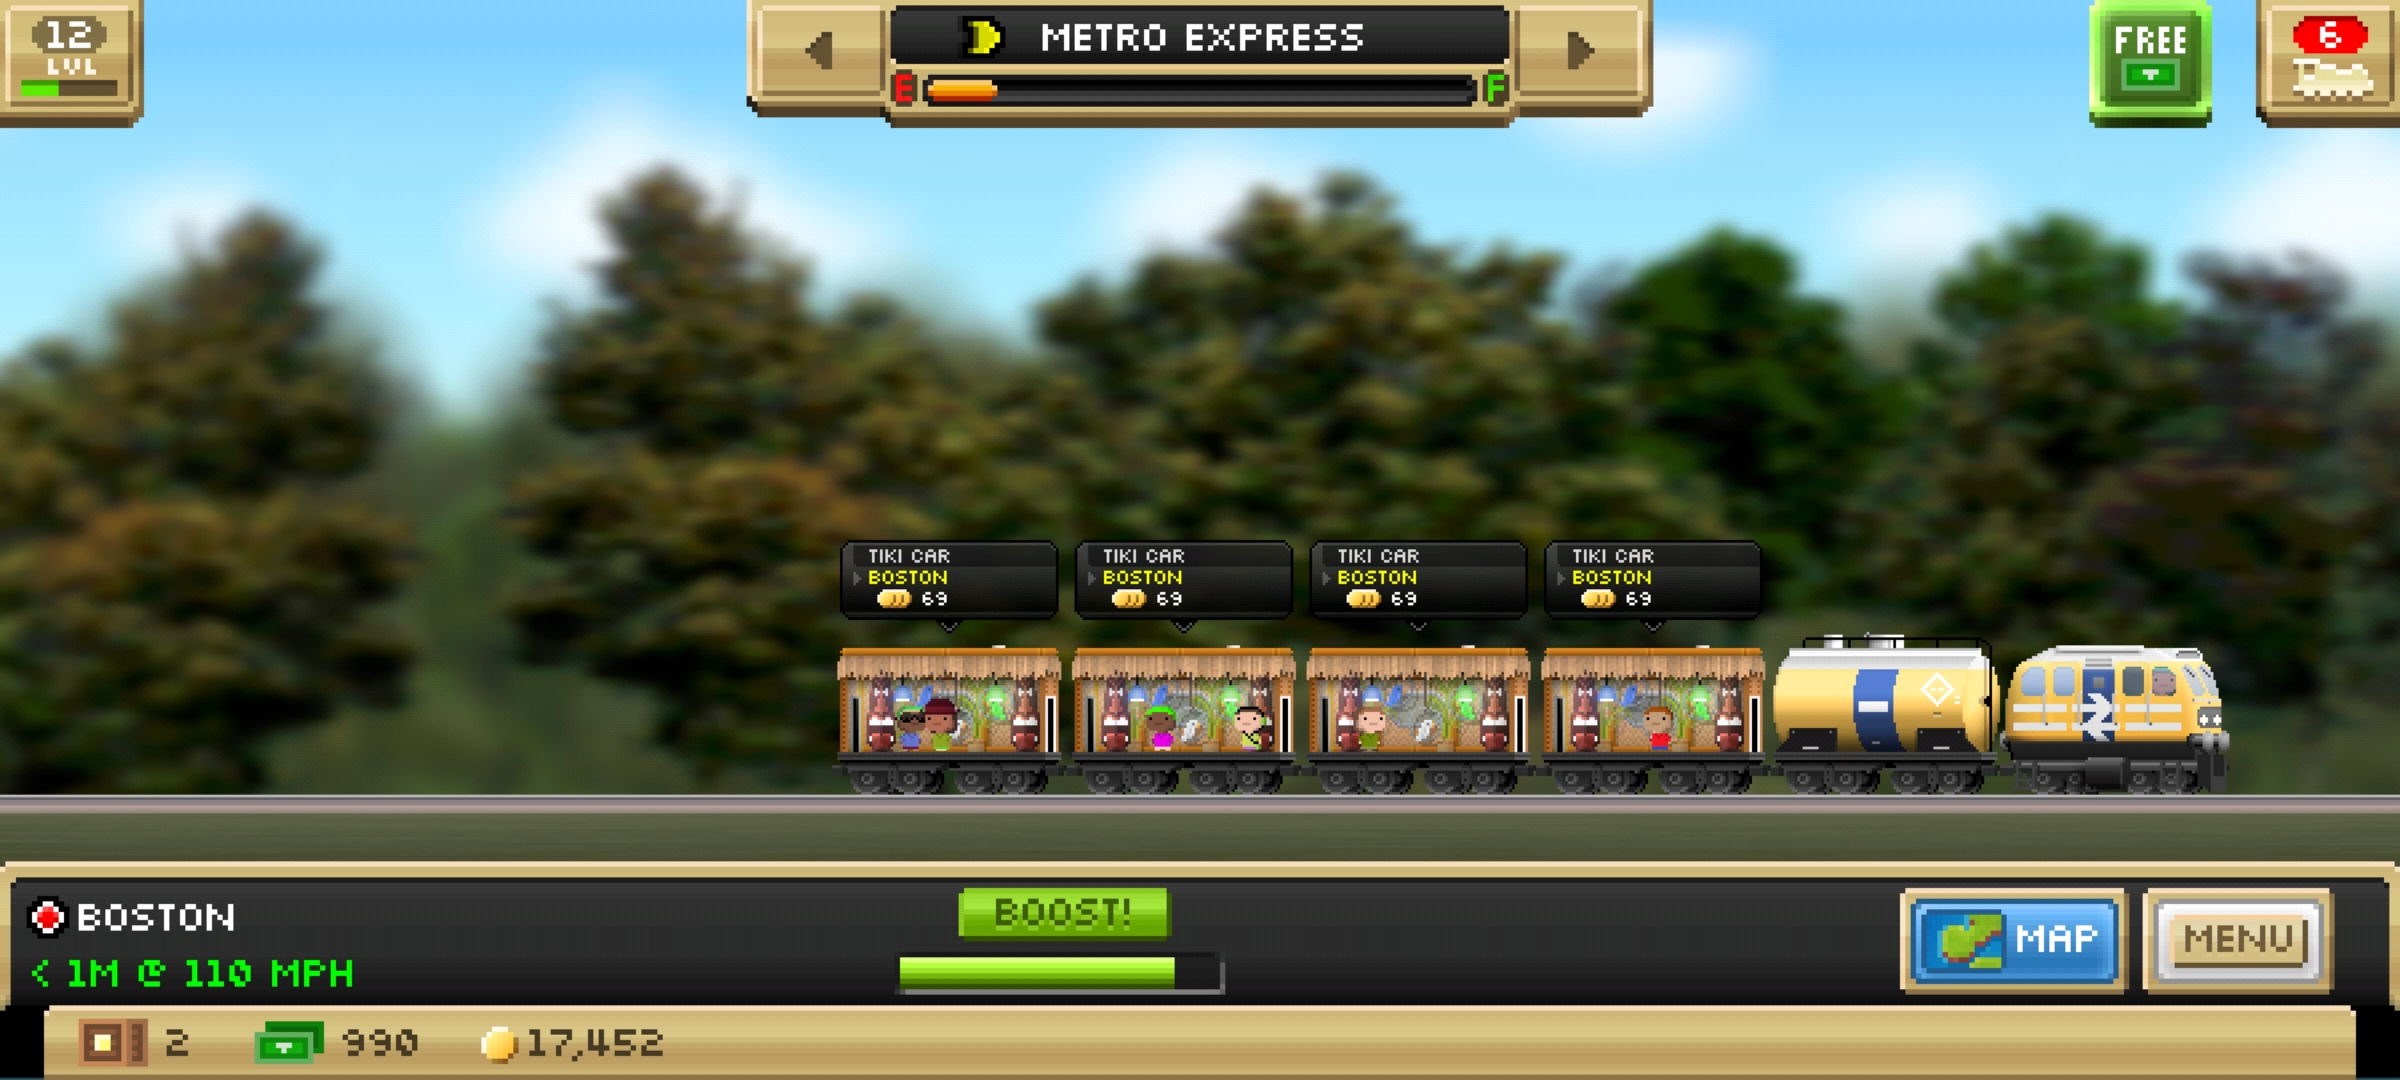 12
LVL
METRO EXPRESS
E F
FREE
6
TIKI CAR
BOSTON
69
TIKI CAR
BOSTON
69
TIKI CAR
BOSTON
69
TIKI CAR
BOSTON
69
BOSTON
< 1M @ 110 MPH
BOOST!
MAP
MENU
2
990
17,452